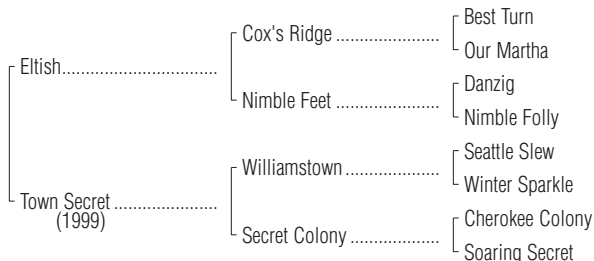 Best Turn
Cox's Ridge ......................
Our Martha
Eltish.................................
Danzig
Nimble Feet ......................
Nimble Folly
Seattle Slew
Williamstown....................
Winter Sparkle
Town Secret ......................
(1999)
Cherokee Colony
Secret Colony ...................
Soaring Secret